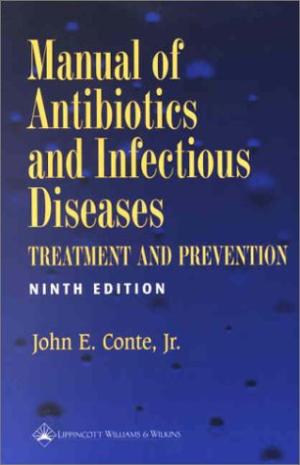 Manual of
Antibiotics
and Infectious
Diseases
TREATMENT AND PREVENTION
NINTH EDITION
John E. Conte, Jr.
LIPPINCOTT WILLIAMS & WILKINS